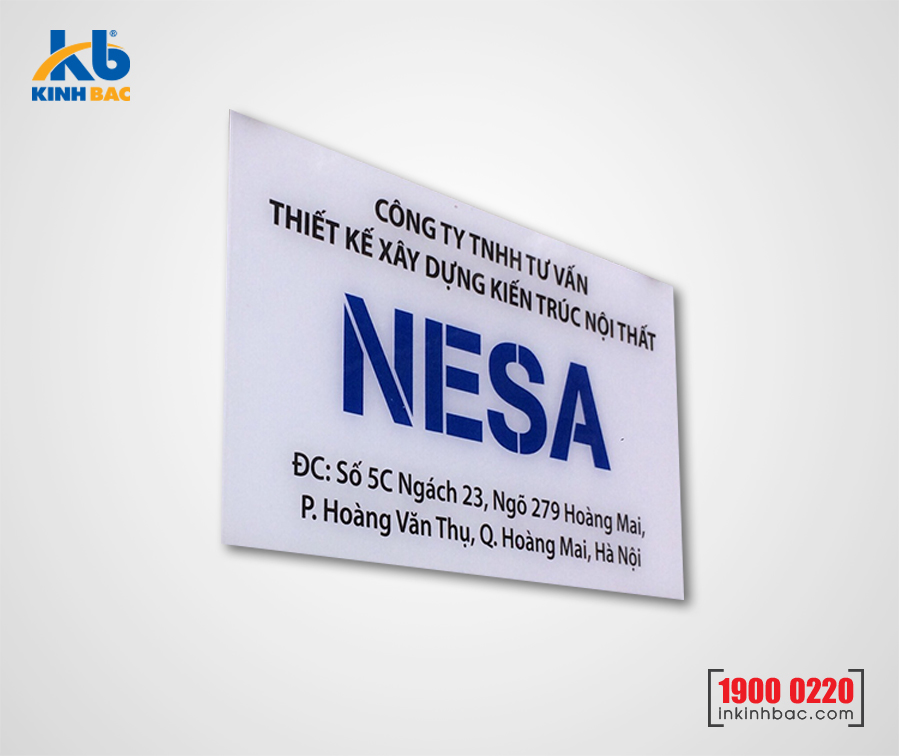 kb®
KINH BAC
CÔNG TY TNHH TƯ VẤN
THIẾT KẾ XÂY DỰNG KIẾN TRÚC NỘI THẤT
NESA
ĐC: Số 5C Ngách 23, Ngõ 279 Hoàng Mai,
P. Hoàng Văn Thụ, Q. Hoàng Mai, Hà Nội
1900 0220
inkinhbac.com